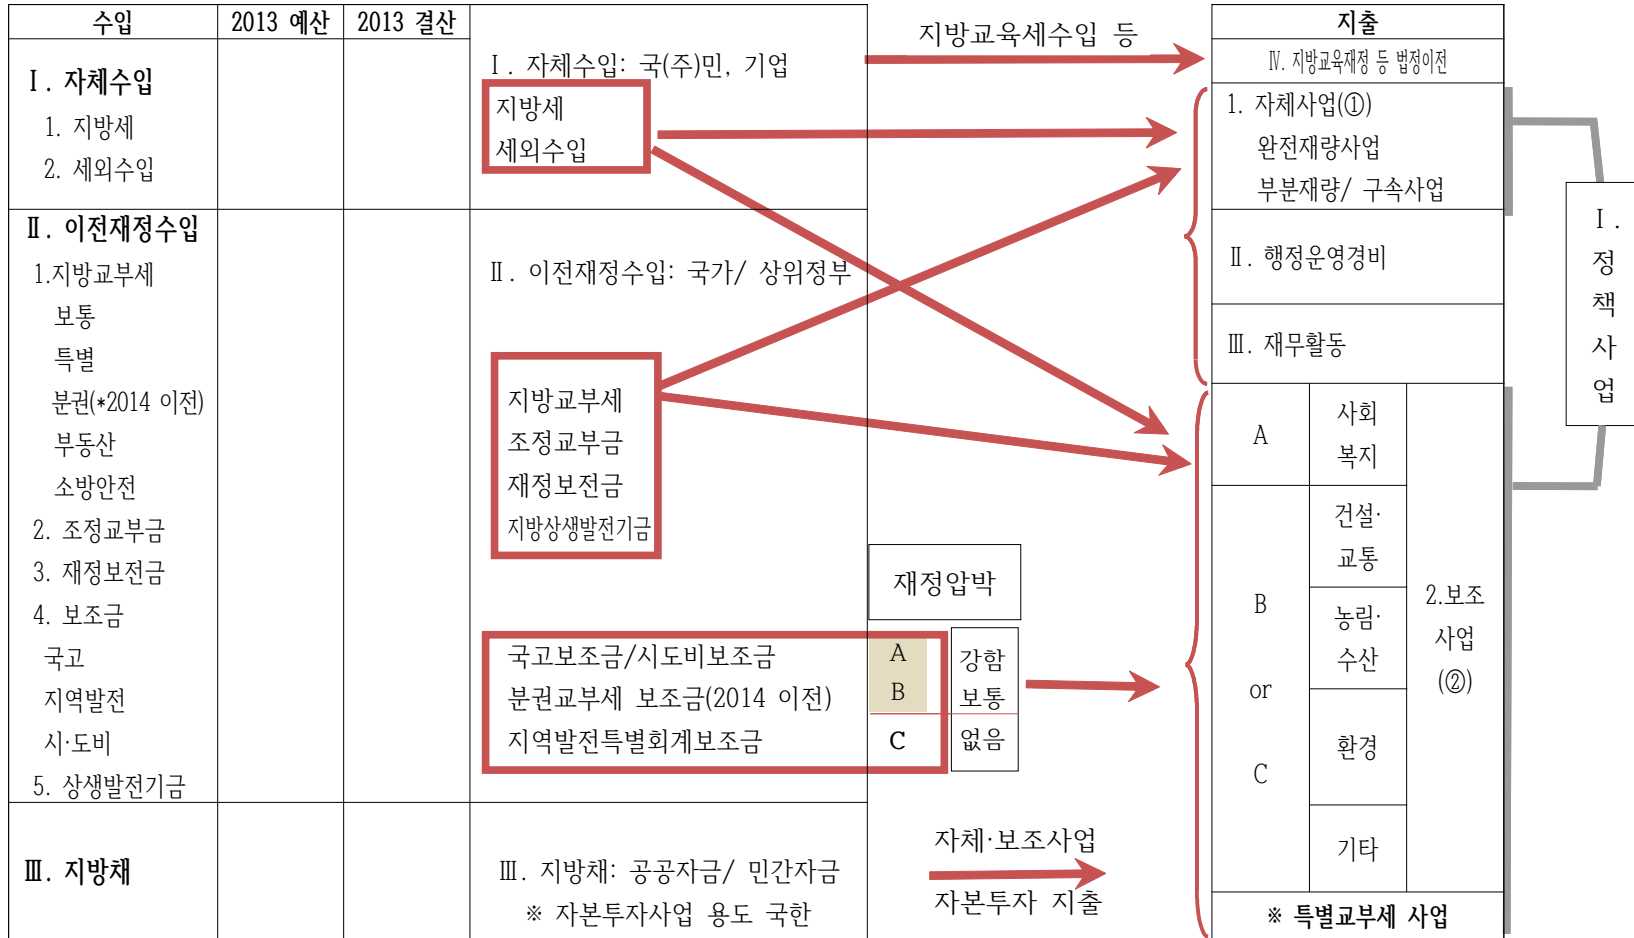 수입
2013 예산
2013 결산
Ⅰ. 자체수입
1. 지방세
2. 세외수입
Ⅱ. 이전재정수입
1.지방교부세
보통
특별
분권(*2014 이전)
부동산
소방안전
2. 조정교부금
3. 재정보전금
4. 보조금
국고
지역발전
시·도비
5. 상생발전기금
Ⅲ. 지방채
Ⅰ. 자체수입: 국(주)민, 기업
지방세
세외수입
Ⅱ. 이전재정수입: 국가/ 상위정부
지방교부세
조정교부금
재정보전금
지방상생발전기금
국고보조금/시도비보조금
분권교부세 보조금(2014 이전)
지역발전특별회계보조금
Ⅲ. 지방채: 공공자금/ 민간자금
※ 자본투자사업 용도 국한
지방교육세수입 등
재정압박
A
B
C
강함
보통
없음
자체·보조사업
자본투자 지출
지출
Ⅳ. 지방교육재정 등 법정이전
1. 자체사업(①)
완전재량사업
부분재량/ 구속사업
Ⅱ. 행정운영경비
Ⅲ. 재무활동
A
사회
복지
B
or
C
건설·
교통
농림·
수산
환경
기타
2.보조
사업
(②)
※ 특별교부세 사업
Ⅰ.
정
책
사
업